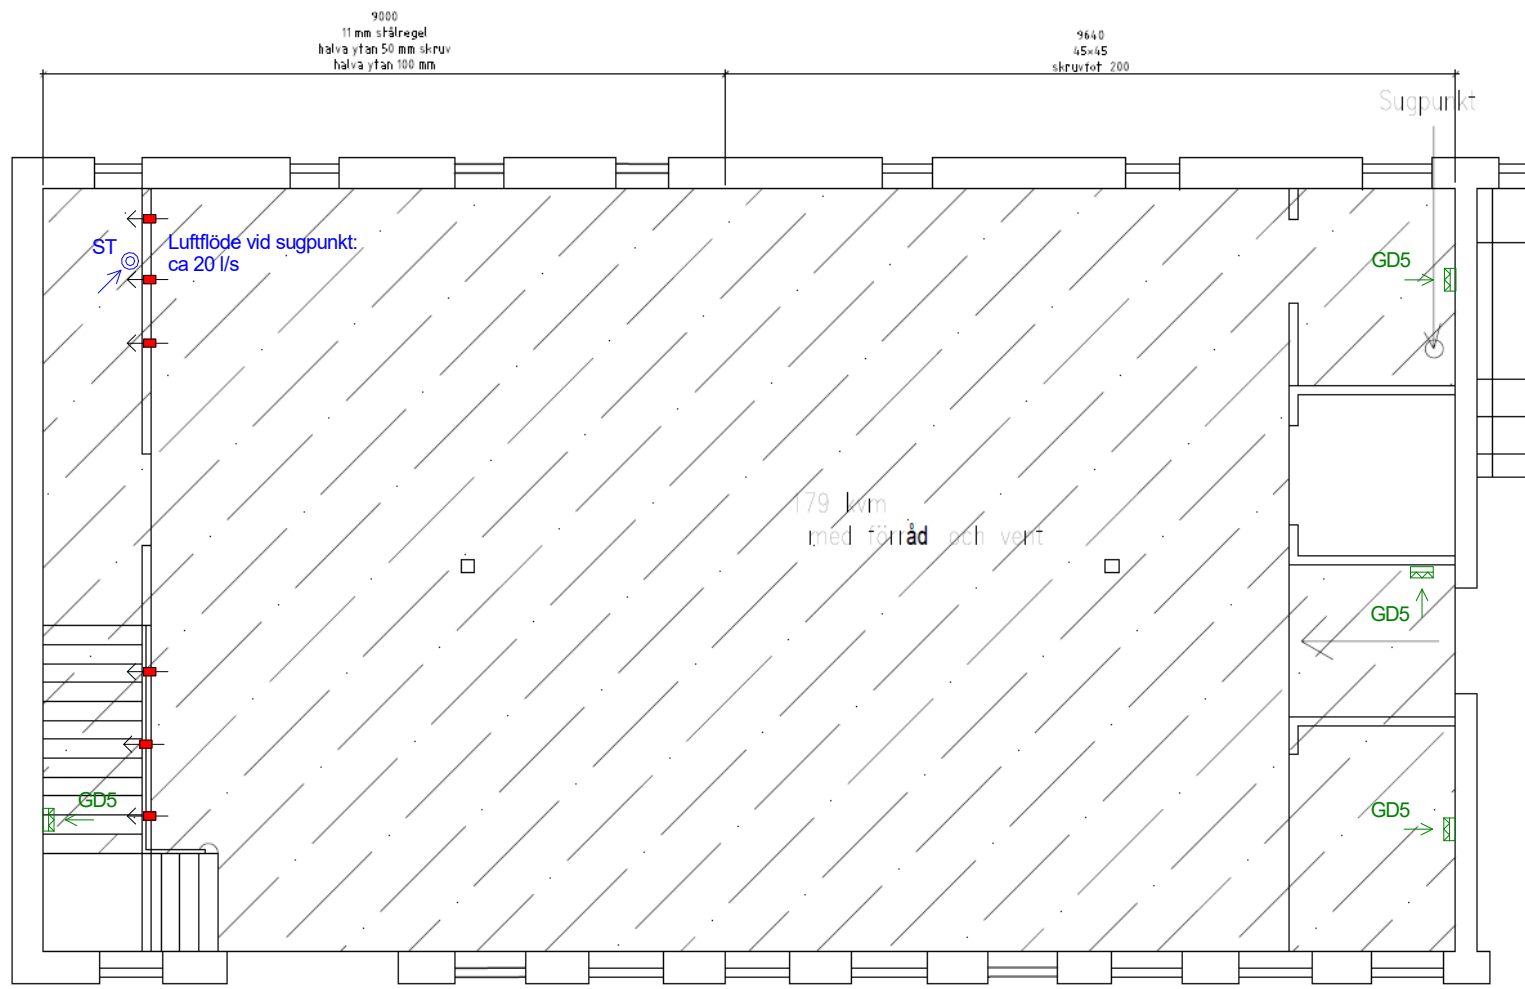 9000
11 mm stålregel
halva ytan 50 mm skruv
halva ytan 100 mm
9640
45×45
skruvfot 200
Sugpunkt
ST
Luftflöde vid sugpunkt:
ca 20 l/s
GD5
179 kvm
med förråd och vent
GD5
GD5
GD5